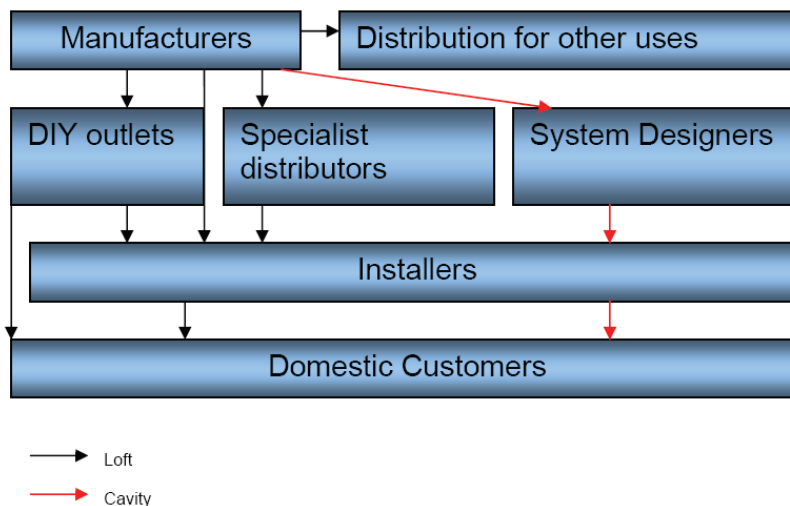 Manufacturers
Distribution for other uses
DIY outlets
Specialist
distributors
System Designers
Installers
Domestic Customers
Loft
Cavity